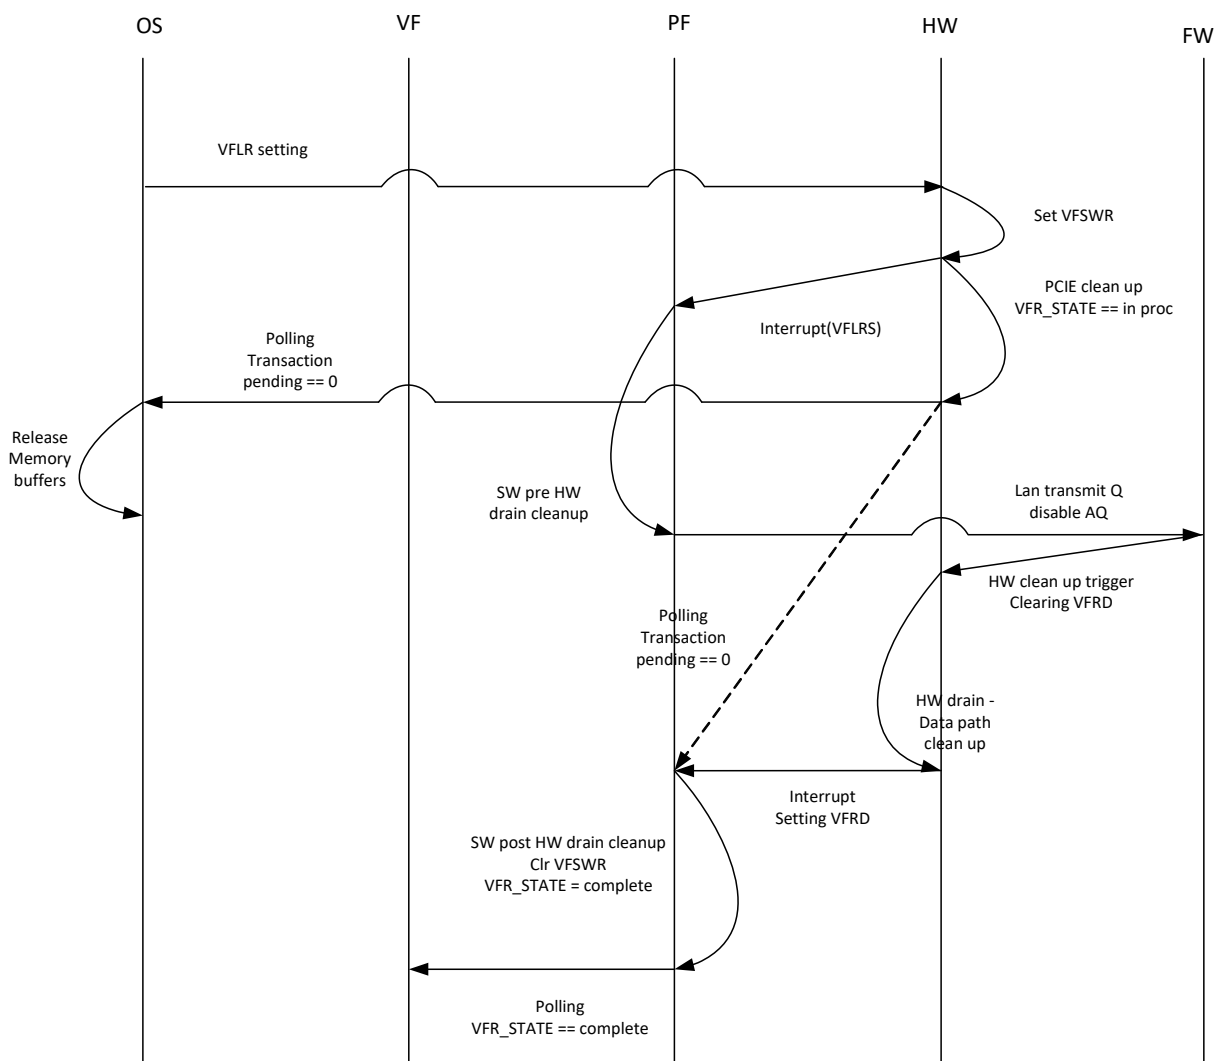 OS
VF
PF
HW
FW
VFLR setting
Set VFSWR
PCIE clean up
VFR_STATE == in proc
Interrupt(VFLRS)
Polling
Transaction
pending == 0
Release
Memory
buffers
SW pre HW
drain cleanup
Lan transmit Q
disable AQ
HW clean up trigger
Clearing VFRD
Polling
Transaction
pending == 0
HW drain -
Data path
clean up
Interrupt
Setting VFRD
SW post HW drain cleanup
Clr VFSWR
VFR_STATE = complete
Polling
VFR_STATE == complete